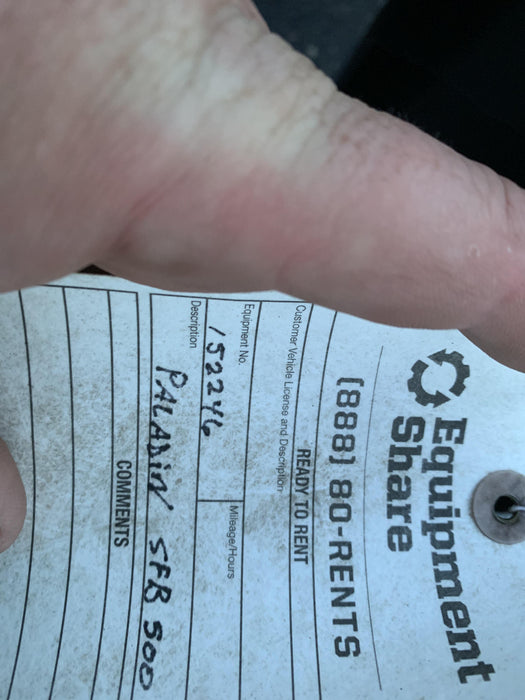 Equipment
Share
(888) 80-RENTS
READY TO RENT
Customer Vehicle License and Description
Equipment No. Mileage/Hours
152246
Description
PALADIN SFB 500
COMMENTS